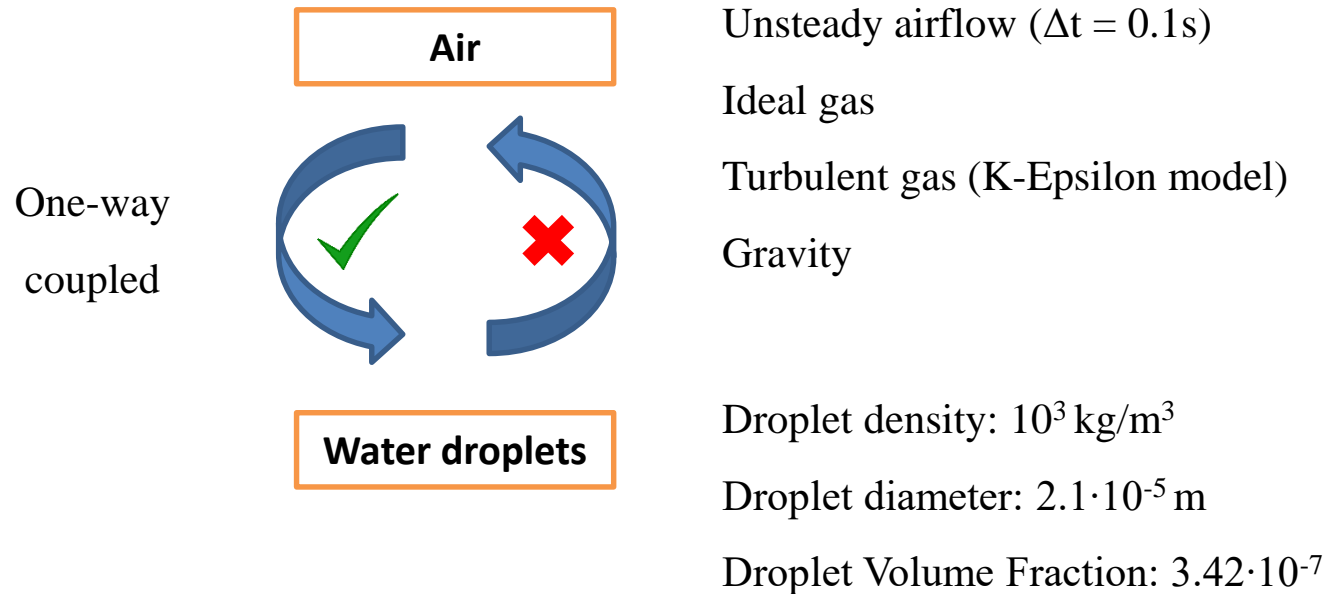 Air
One-way
coupled
Water droplets
Unsteady airflow (Δt = 0.1s)
Ideal gas
Turbulent gas (K-Epsilon model)
Gravity
Droplet density: 10³ kg/m³
Droplet diameter: 2.1·10⁻⁵ m
Droplet Volume Fraction: 3.42·10⁻⁷